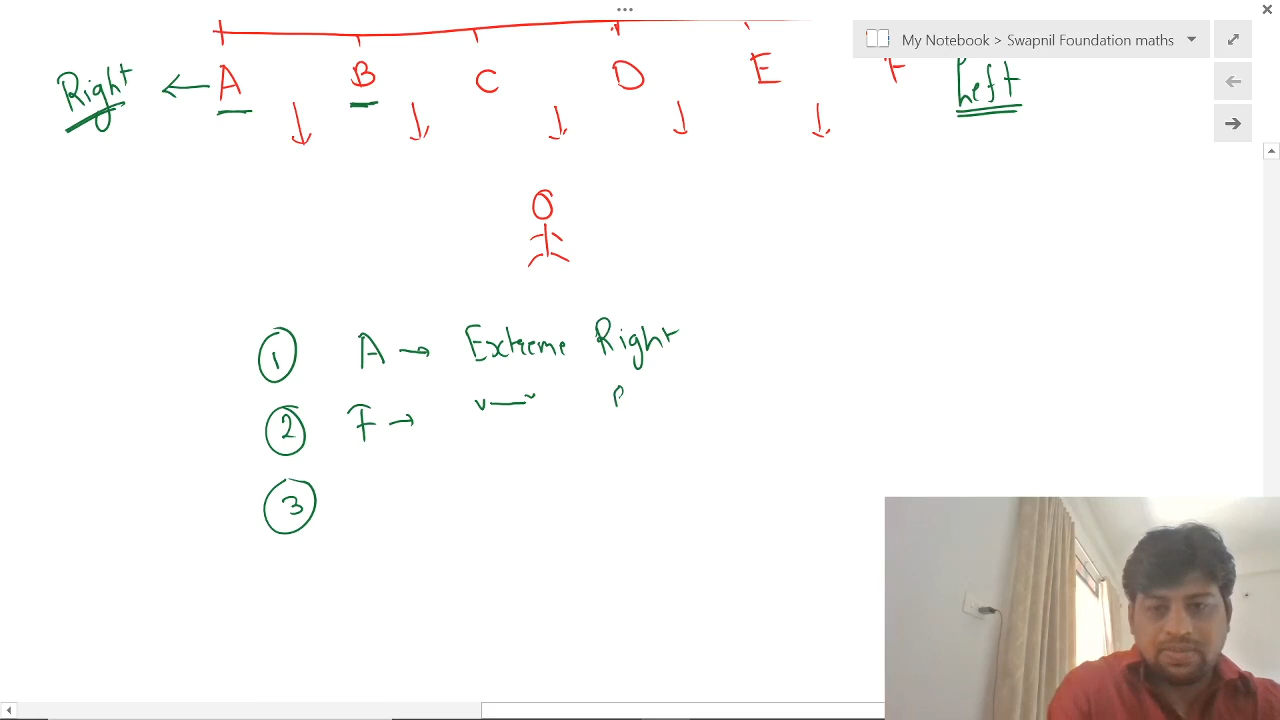 My Notebook > Swapnil Foundation maths
Right ← A B C D E F Left
1 A → Extreme Right
2 F →
3